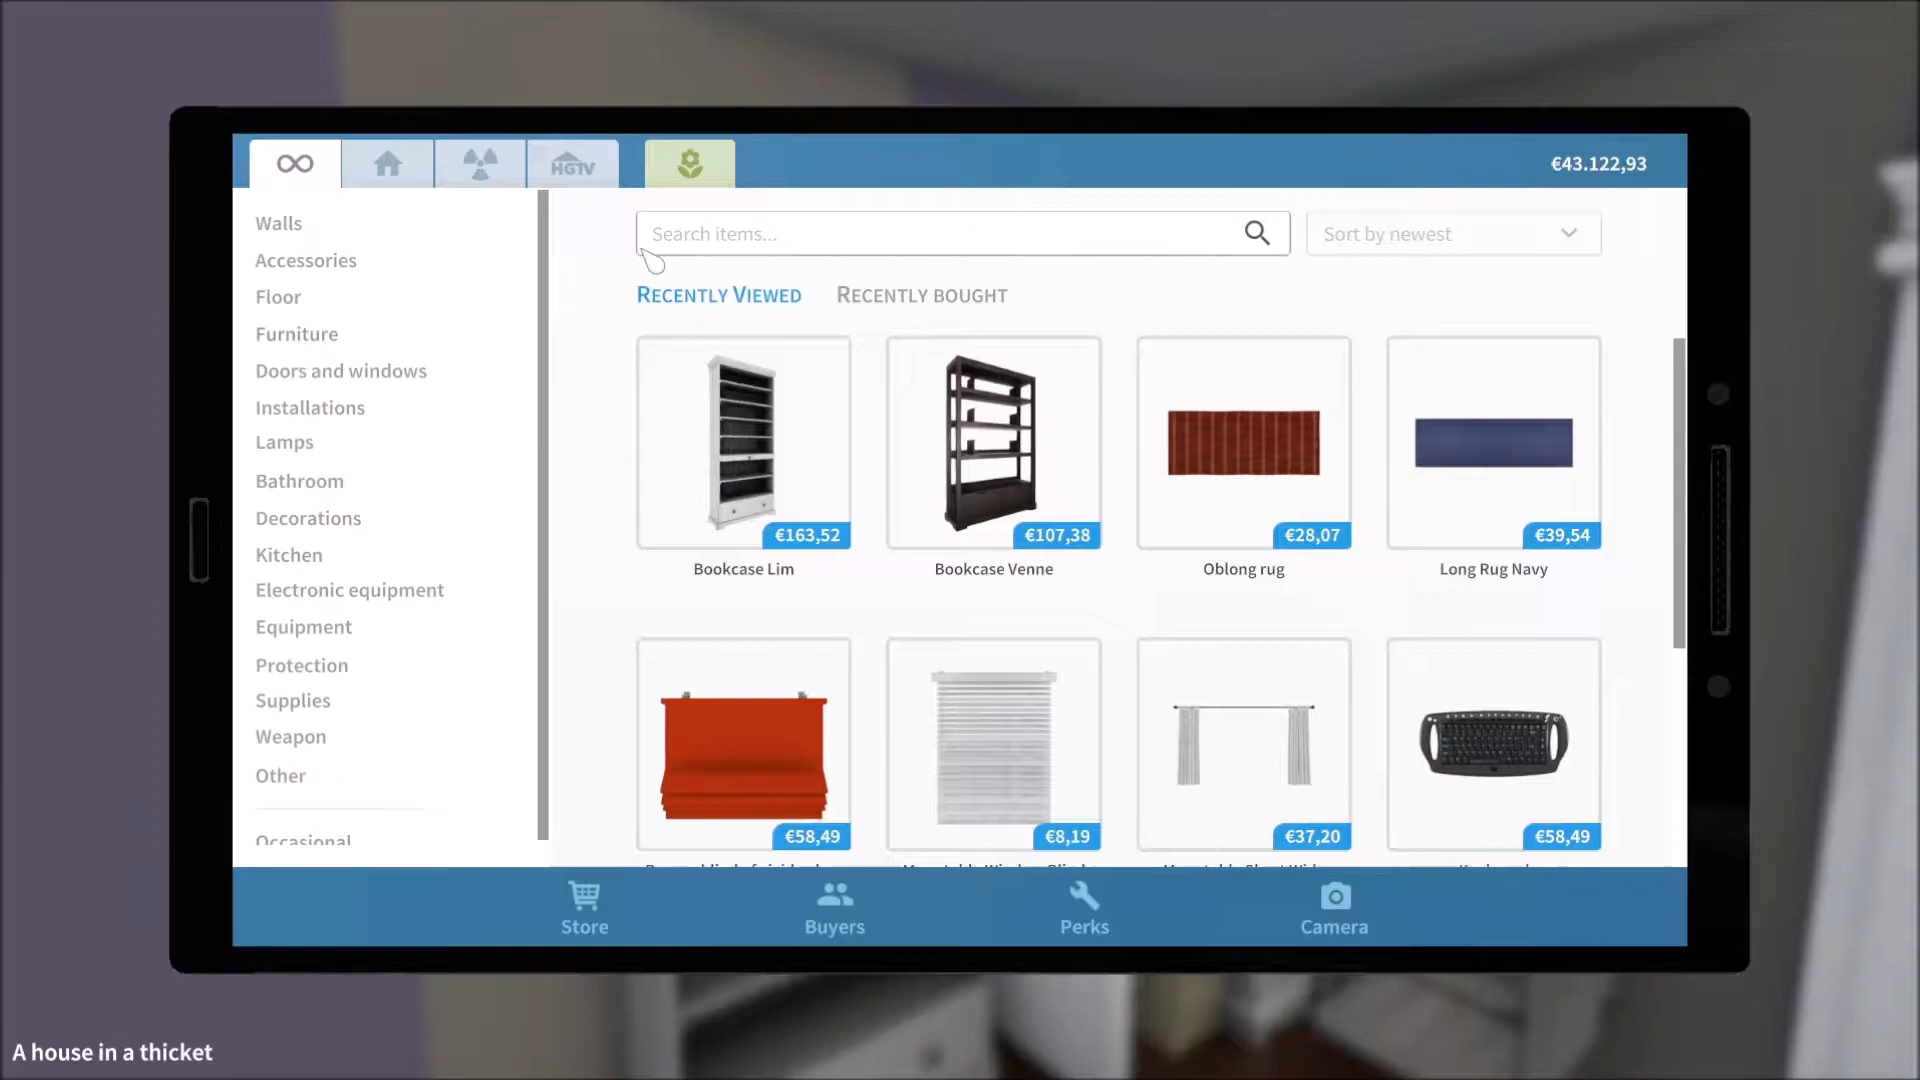 HGTV
€43.122,93
Search items...
Sort by newest
RECENTLY VIEWED
RECENTLY BOUGHT
Walls
Accessories
Floor
Furniture
Doors and windows
Installations
Lamps
Bathroom
Decorations
Kitchen
Electronic equipment
Equipment
Protection
Supplies
Weapon
Other
Occasional
€163,52
€107,38
€28,07
€39,54
Bookcase Lim
Bookcase Venne
Oblong rug
Long Rug Navy
€58,49
€8,19
€37,20
€58,49
Store
Buyers
Perks
Camera
A house in a thicket